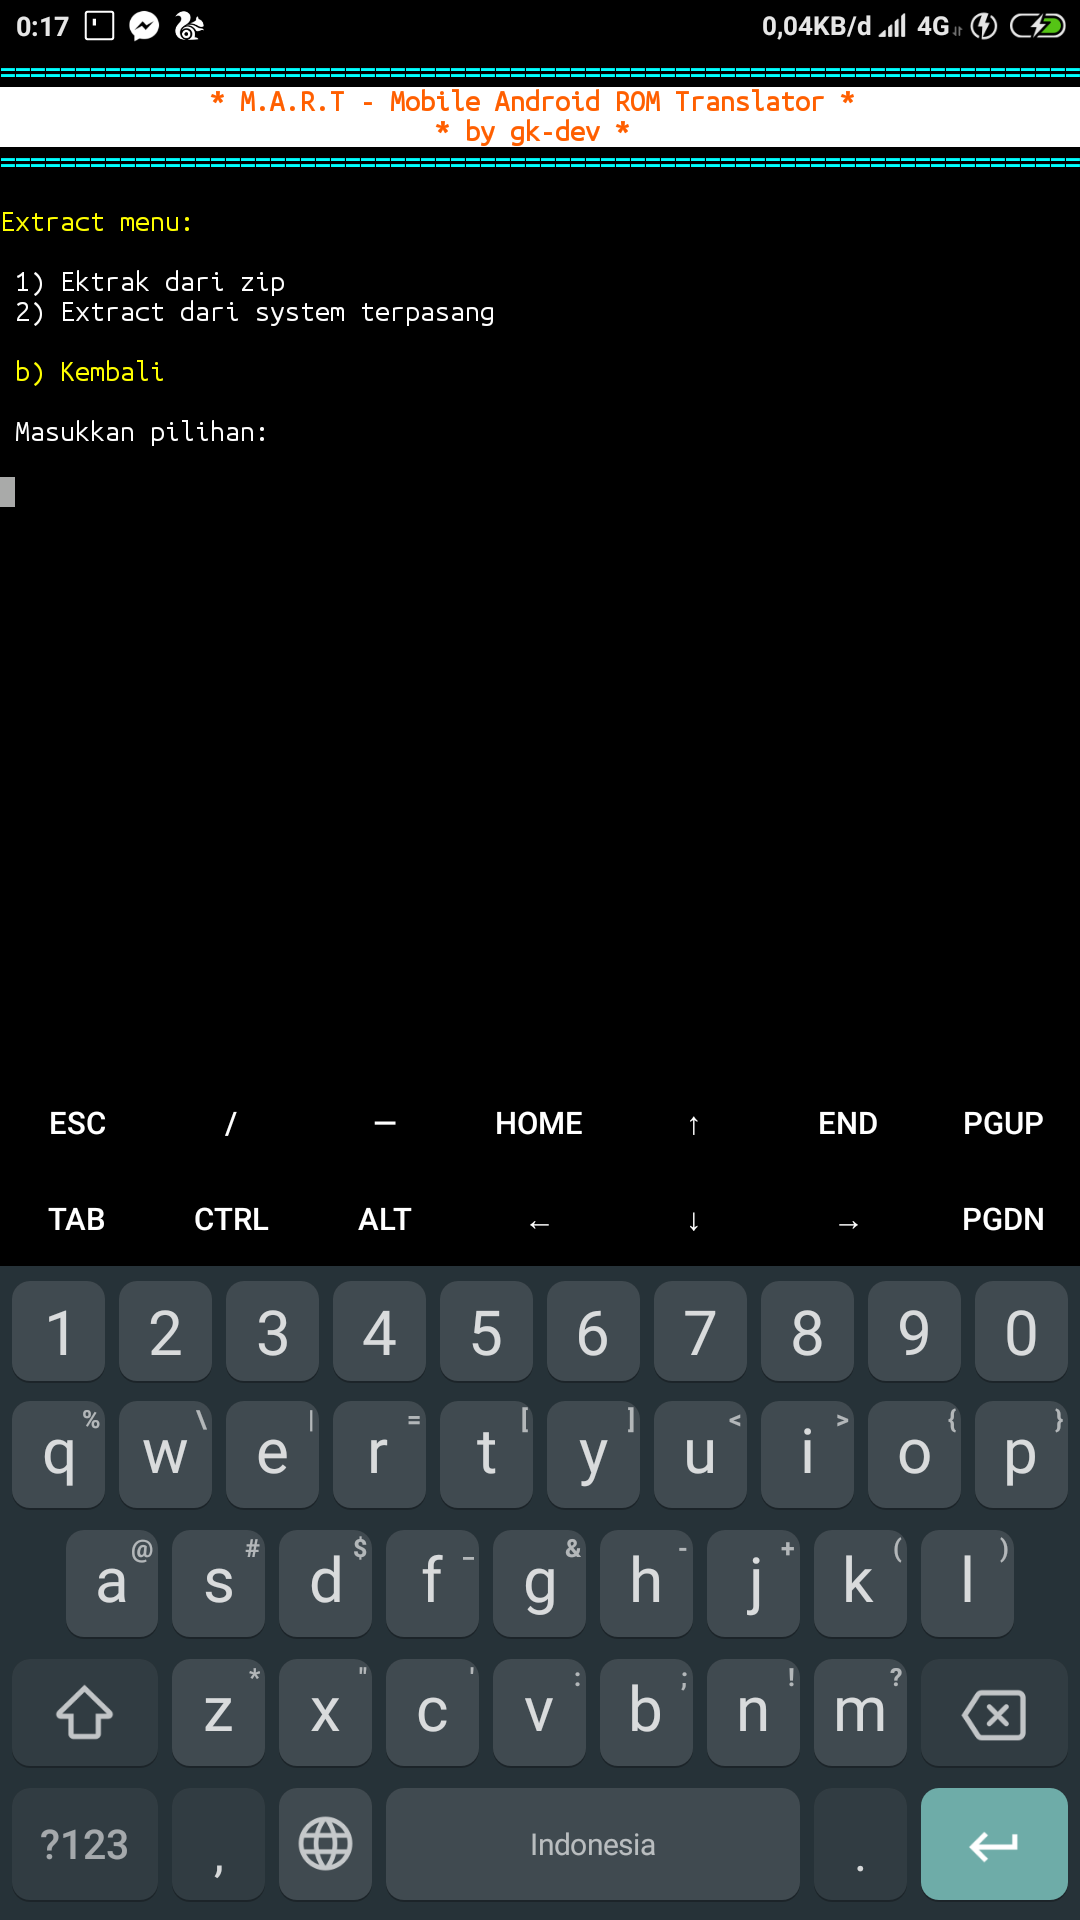 0:17 0,04KB/d 4G
================================================================
* M.A.R.T - Mobile Android ROM Translator *
* by gk-dev *
================================================================
Extract menu:
1) Ektrak dari zip
2) Extract dari system terpasang
b) Kembali
Masukkan pilihan:
ESC / — HOME ↑ END PGUP
TAB CTRL ALT ← ↓ → PGDN
1 2 3 4 5 6 7 8 9 0
% \ | = [ ] < > { }
q w e r t y u i o p
@ # $ _ & - + ( )
a s d f g h j k l
* " ' : ; ! ?
z x c v b n m
?123 , Indonesia .